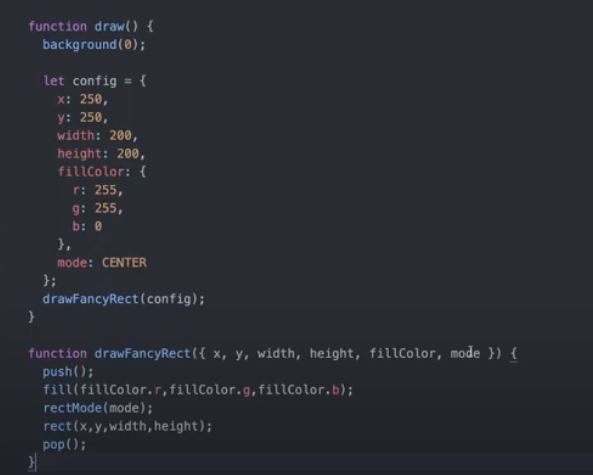 function draw() {
background(0);
let config = {
x: 250,
y: 250,
width: 200,
height: 200,
fillColor: {
r: 255,
g: 255,
b: 0
},
mode: CENTER
};
drawFancyRect(config);
}
function drawFancyRect({ x, y, width, height, fillColor, mode }) {
push();
fill(fillColor.r,fillColor.g,fillColor.b);
rectMode(mode);
rect(x,y,width,height);
pop();
}